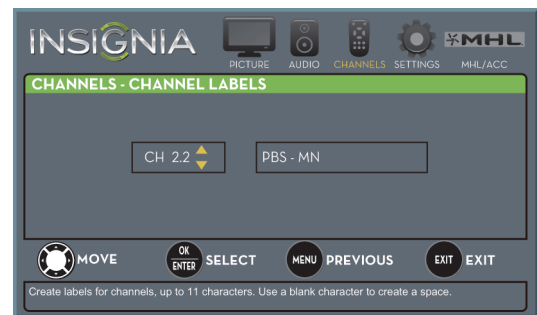 INSIGNIA
PICTURE AUDIO CHANNELS SETTINGS MHL MHL/ACC
CHANNELS - CHANNEL LABELS
CH 2.2 PBS - MN
MOVE OK ENTER SELECT MENU PREVIOUS EXIT EXIT
Create labels for channels, up to 11 characters. Use a blank character to create a space.